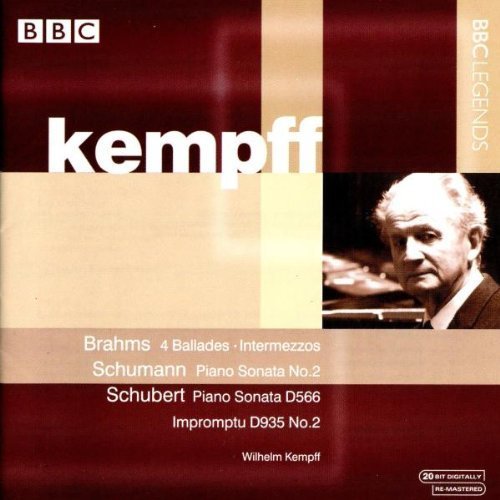 BBC
BBC LEGENDS
kempff
Brahms 4 Ballades · Intermezzos
Schumann Piano Sonata No.2
Schubert Piano Sonata D566
Impromptu D935 No.2
Wilhelm Kempff
20 BIT DIGITALLY
RE-MASTERED